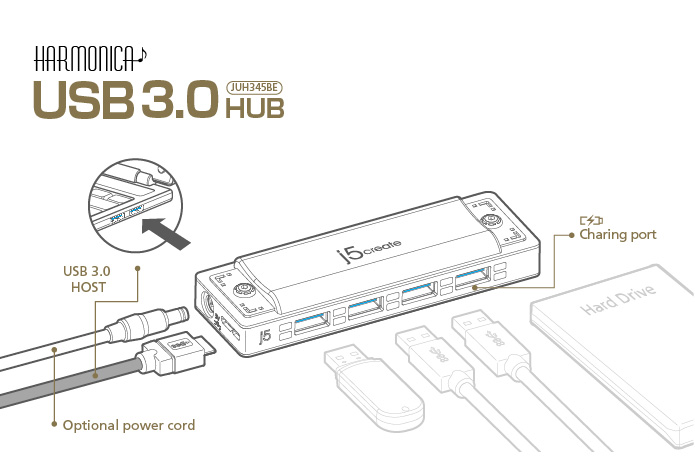 HARMONICA
USB 3.0 HUB
JUH345BE
j5create
Charing port
USB 3.0
HOST
j5
Hard Drive
Optional power cord